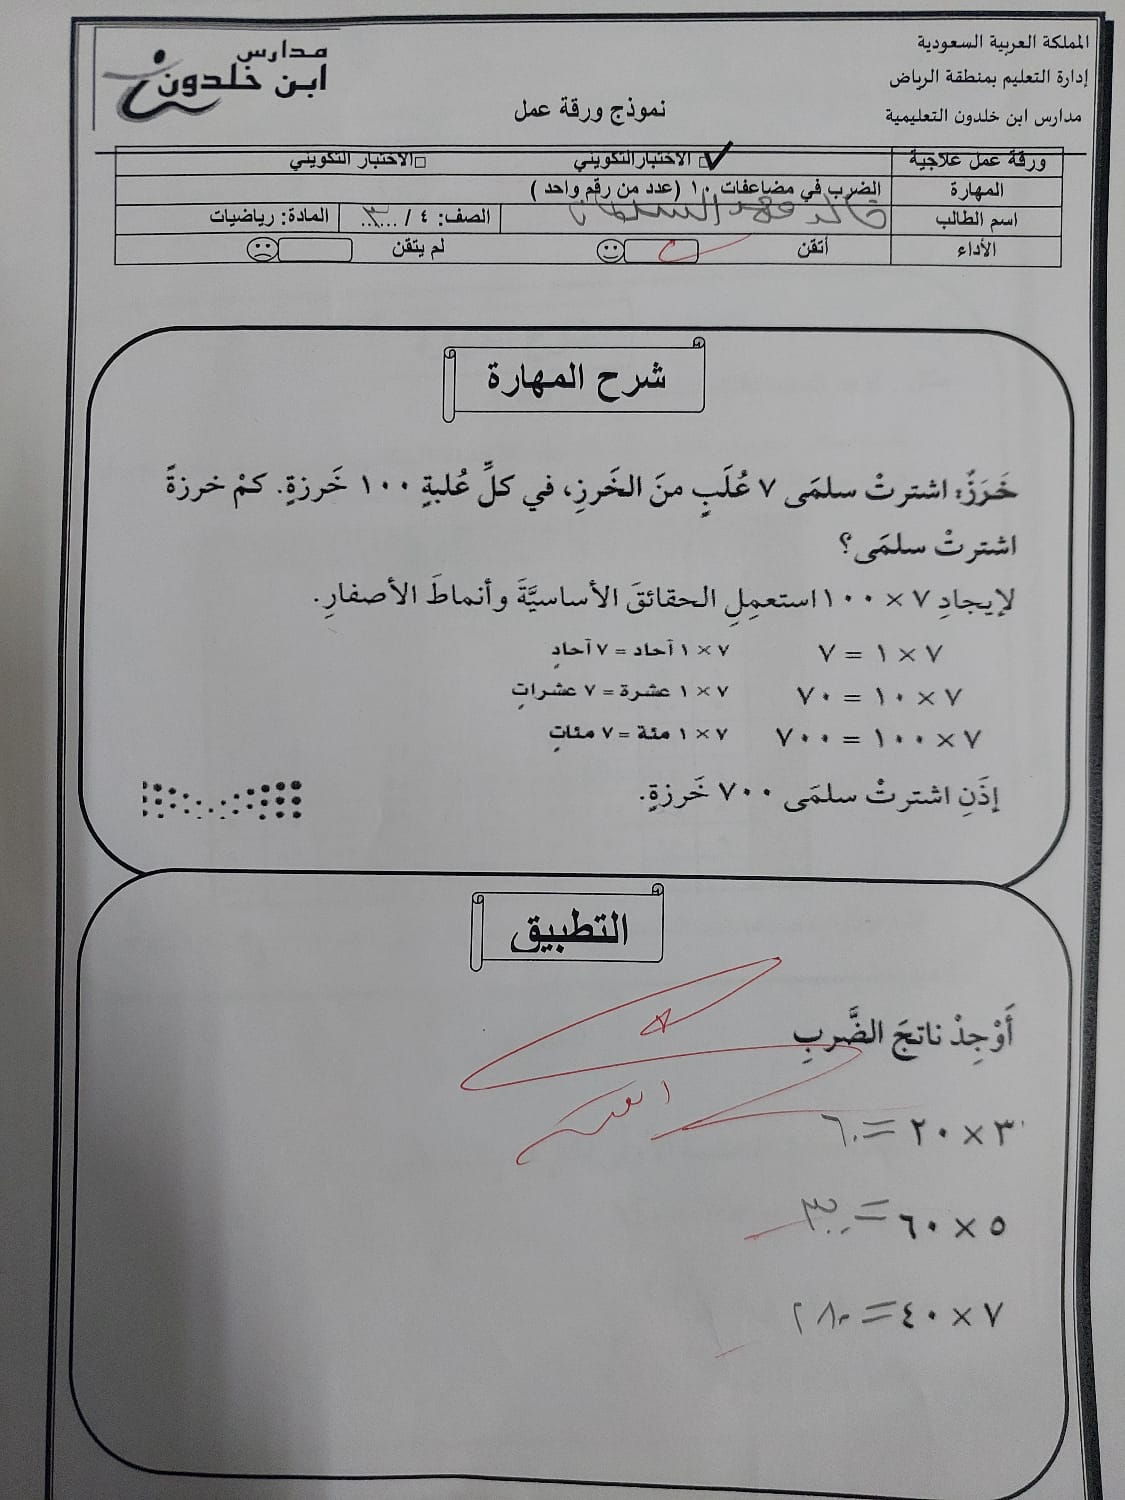 المملكة العربية السعودية
إدارة التعليم بمنطقة الرياض
مدارس ابن خلدون التعليمية
مدارس
ابن خلدون
نموذج ورقة عمل
ورقة عمل علاجية □ الاختبار التكويني □ الاختبار التكويني
المهارة الضرب في مضاعفات ١٠ (عدد من رقم واحد )
اسم الطالب الصف: ٤ / ٣ المادة: رياضيات
الأداء أتقن لم يتقن
شرح المهارة
خَرَزٌ: اشترتْ سلمَى ٧ عُلَبٍ منَ الخَرزِ، في كلِّ عُلبةٍ ١٠٠ خَرزةٍ. كمْ خرزةً
اشترتْ سلمَى؟
لإيجادِ ٧ × ١٠٠ استعمِلِ الحقائقَ الأساسيَّةَ وأنماطَ الأصفارِ.
٧ × ١ = ٧ ٧ × ١ آحاد = ٧ آحادٍ
٧ × ١٠ = ٧٠ ٧ × ١ عشرة = ٧ عشراتٍ
٧ × ١٠٠ = ٧٠٠ ٧ × ١ مئة = ٧ مئاتٍ
إذَنِ اشترتْ سلمَى ٧٠٠ خَرزةٍ.
التطبيق
أَوْجِدْ ناتجَ الضَّربِ
٣ × ٢٠ = ٦٠
٥ × ٦٠ = ٣٠٠
٧ × ٤٠ = ٢٨٠